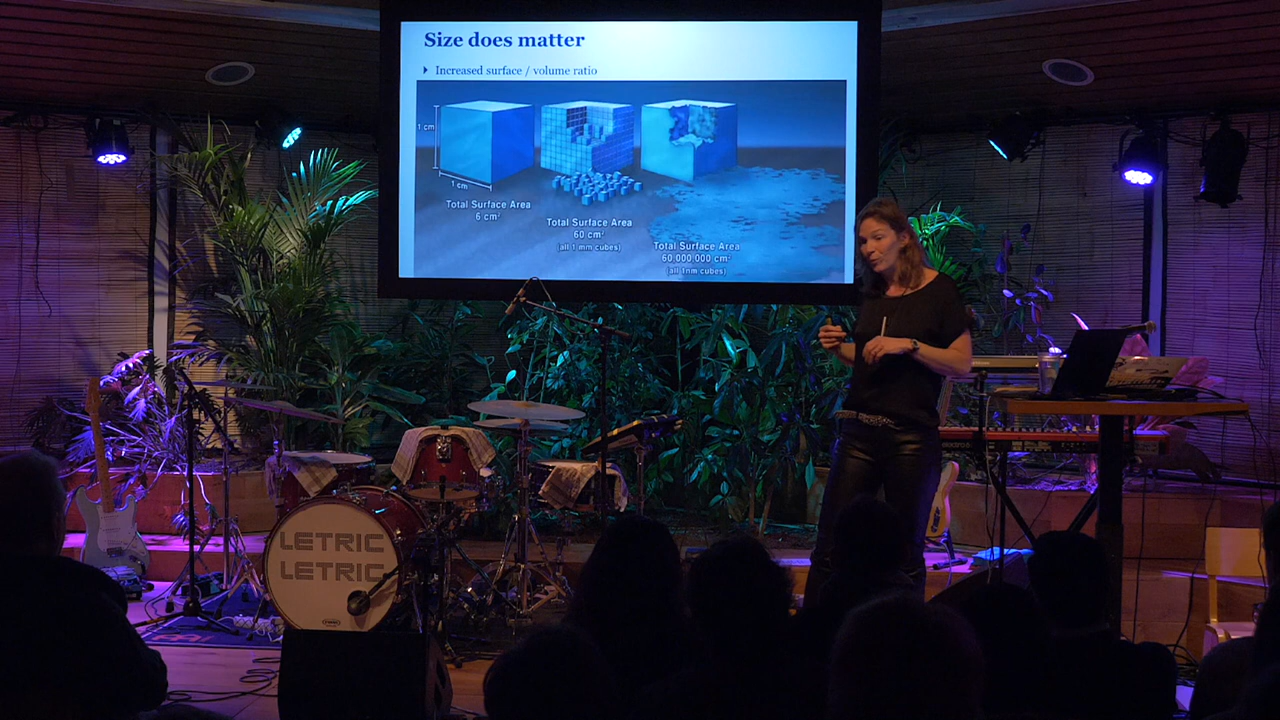 Size does matter
Increased surface / volume ratio
1 cm
1 cm
Total Surface Area
6 cm²
Total Surface Area
60 cm²
(all 1 mm cubes)
Total Surface Area
60,000,000 cm²
(all 1nm cubes)
LETRIC
LETRIC